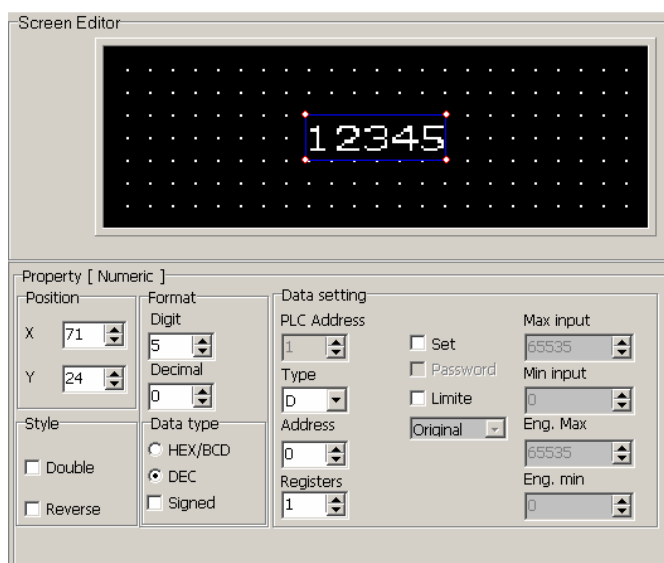 Screen Editor
12345
Property [ Numeric ]
Position
X 71
Y 24
Style
Double
Reverse
Format
Digit
5
Decimal
0
Data type
HEX/BCD
DEC
Signed
Data setting
PLC Address
1
Type
D
Address
0
Registers
1
Set
Password
Limite
Original
Max input
65535
Min input
0
Eng. Max
65535
Eng. min
0